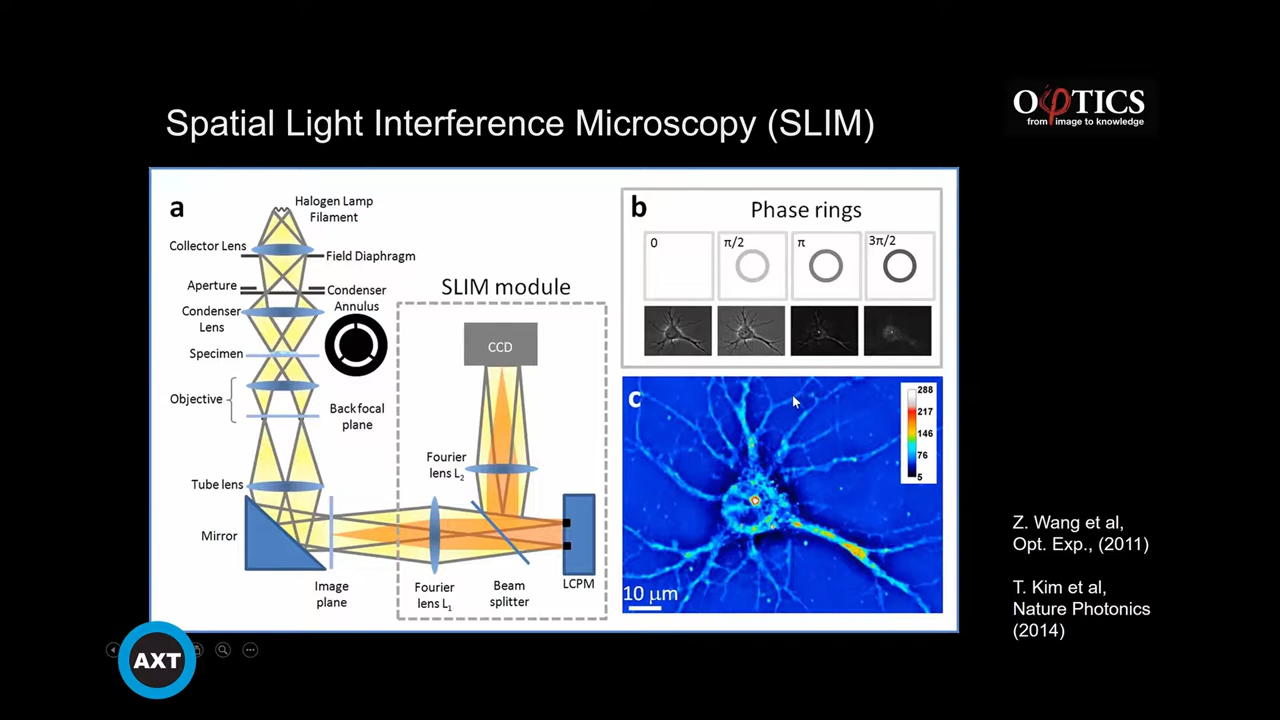 Spatial Light Interference Microscopy (SLIM)
OφTICS
from image to knowledge
a
Halogen Lamp
Filament
Collector Lens
Field Diaphragm
Aperture
Condenser
Annulus
Condenser
Lens
Specimen
Objective
Back focal
plane
Tube lens
Mirror
Image
plane
SLIM module
CCD
Fourier
lens L₂
Fourier
lens L₁
Beam
splitter
LCPM
b
Phase rings
0
π/2
π
3π/2
c
288
217
146
76
5
10 µm
Z. Wang et al,
Opt. Exp., (2011)
T. Kim et al,
Nature Photonics
(2014)
AXT